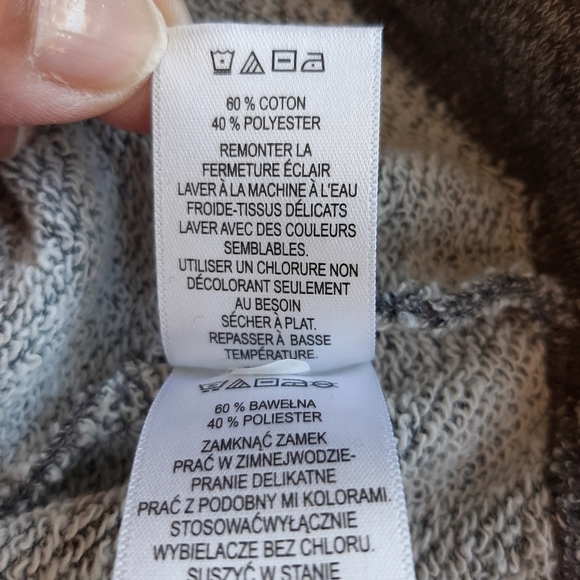 60 % COTON
40 % POLYESTER
REMONTER LA
FERMETURE ÉCLAIR
LAVER À LA MACHINE À L'EAU
FROIDE-TISSUS DÉLICATS
LAVER AVEC DES COULEURS
SEMBLABLES.
UTILISER UN CHLORURE NON
DÉCOLORANT SEULEMENT
AU BESOIN
SÉCHER À PLAT.
REPASSER À BASSE
TEMPÉRATURE.
60 % BAWEŁNA
40 % POLIESTER
ZAMKNĄĆ ZAMEK
PRAĆ W ZIMNEJWODZIE-
PRANIE DELIKATNE
PRAĆ Z PODOBNY MI KOLORAMI.
STOSOWAĆWYŁĄCZNIE
WYBIELACZE BEZ CHLORU.
SUSZYĆ W STANIE